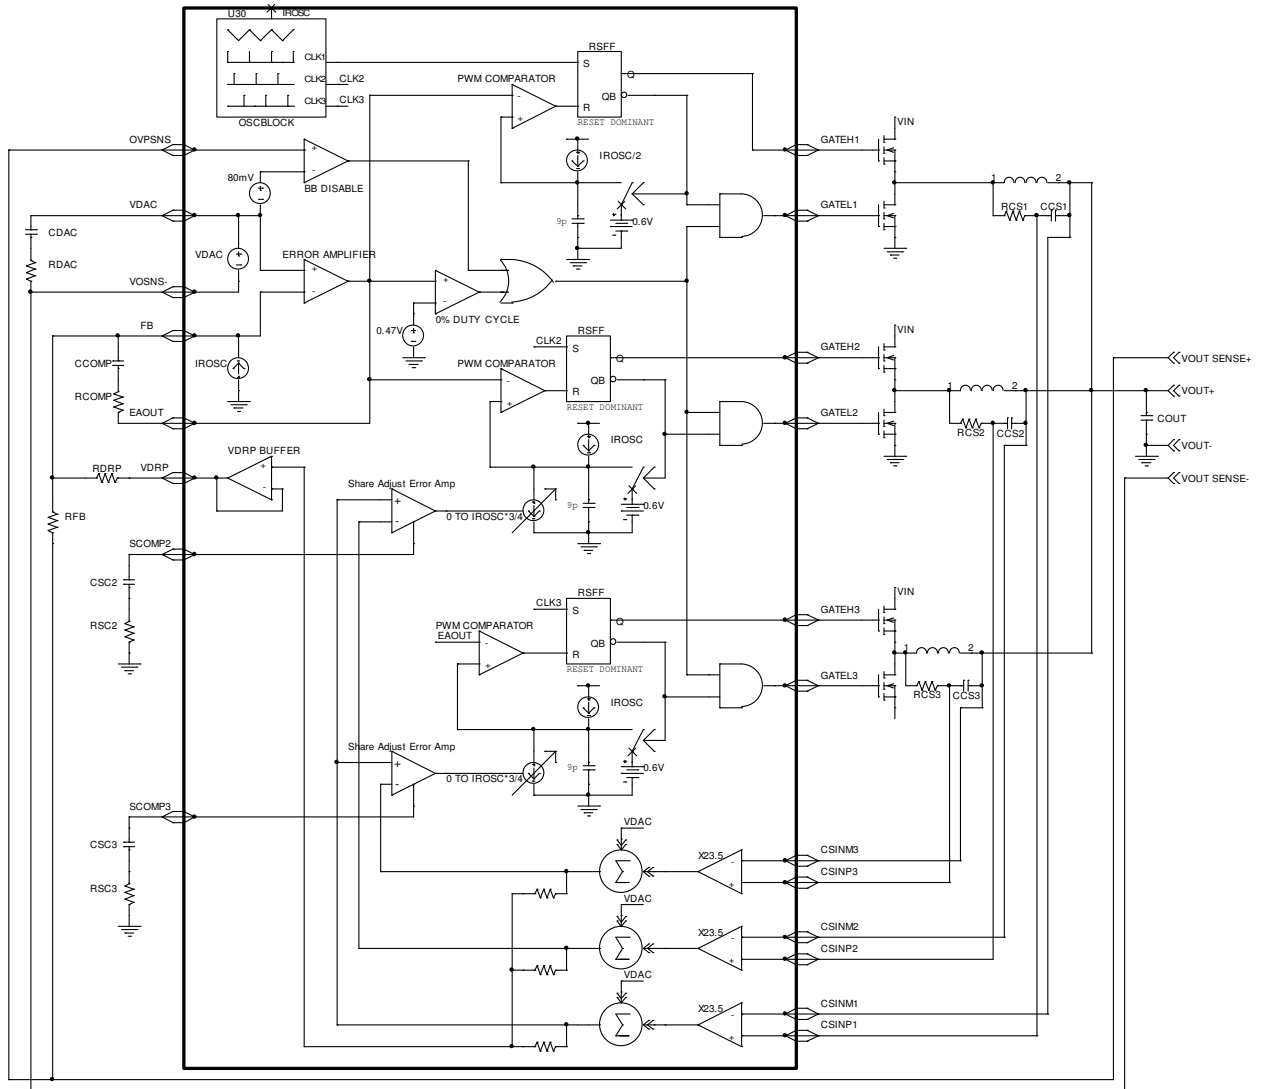 U30
IROSC
CLK1
CLK2
CLK2
CLK3
CLK3
OSCBLOCK
RSFF
S
Q
QB
R
RESET DOMINANT
PWM COMPARATOR
-
+
IROSC/2
9p
0.6V
OVPSNS
80mV
BB DISABLE
VDAC
CDAC
RDAC
VDAC
VOSNS-
ERROR AMPLIFIER
FB
CCOMP
RCOMP
IROSC
EAOUT
0.47V
0% DUTY CYCLE
RSFF
CLK2
S
Q
QB
R
RESET DOMINANT
PWM COMPARATOR
IROSC
9p
0.6V
VDRP BUFFER
RDRP
VDRP
RFB
Share Adjust Error Amp
0 TO IROSC*3/4
SCOMP2
CSC2
RSC2
RSFF
CLK3
S
Q
QB
R
RESET DOMINANT
PWM COMPARATOR
EAOUT
IROSC
9p
0.6V
Share Adjust Error Amp
0 TO IROSC*3/4
SCOMP3
CSC3
RSC3
VDAC
X23.5
CSINM3
CSINP3
VDAC
X23.5
CSINM2
CSINP2
VDAC
X23.5
CSINM1
CSINP1
Σ
Σ
Σ
VIN
GATEH1
GATEL1
1
2
RCS1
CCS1
VIN
GATEH2
GATEL2
1
2
RCS2
CCS2
VIN
GATEH3
GATEL3
1
2
RCS3
CCS3
VOUT SENSE+
VOUT+
COUT
VOUT-
VOUT SENSE-